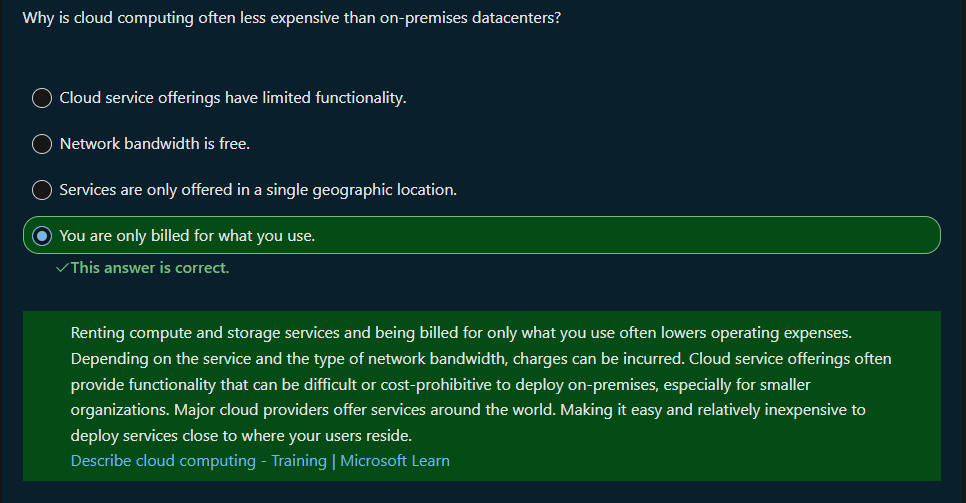 Why is cloud computing often less expensive than on-premises datacenters?
Cloud service offerings have limited functionality.
Network bandwidth is free.
Services are only offered in a single geographic location.
You are only billed for what you use.
This answer is correct.
Renting compute and storage services and being billed for only what you use often lowers operating expenses.
Depending on the service and the type of network bandwidth, charges can be incurred. Cloud service offerings often
provide functionality that can be difficult or cost-prohibitive to deploy on-premises, especially for smaller
organizations. Major cloud providers offer services around the world. Making it easy and relatively inexpensive to
deploy services close to where your users reside.
Describe cloud computing - Training | Microsoft Learn